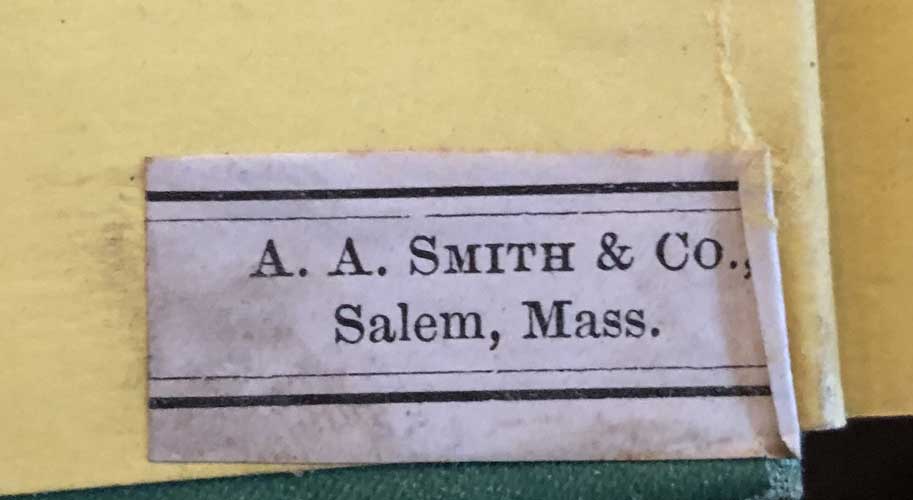 A. A. SMITH & CO.,
Salem, Mass.